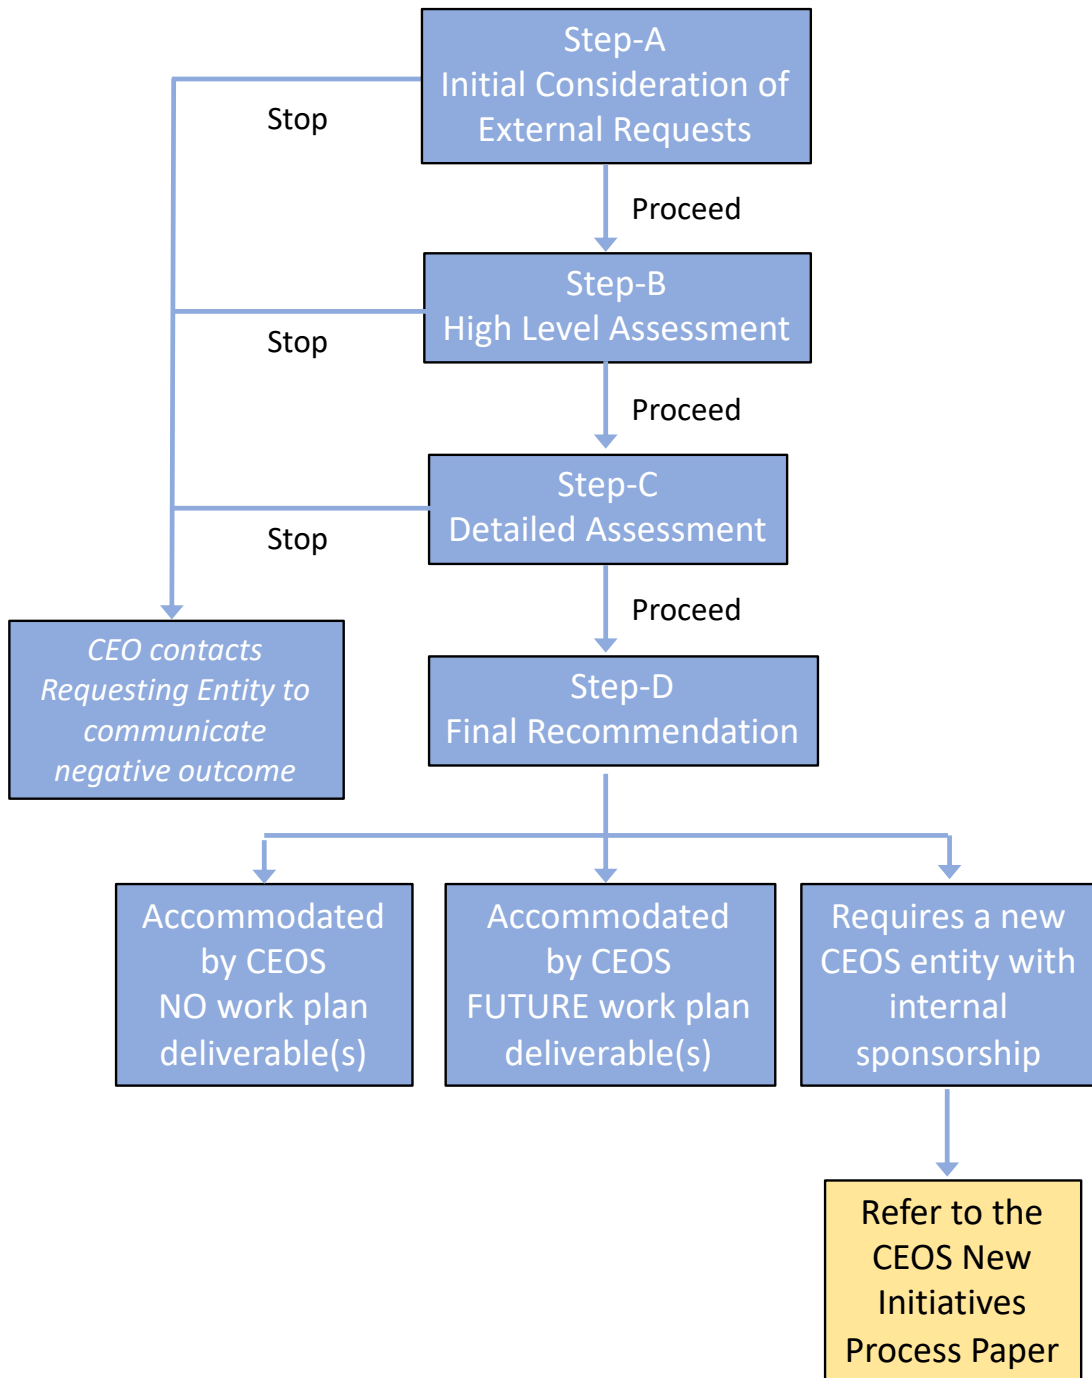 Step-A
Initial Consideration of
External Requests
Stop
Proceed
Step-B
High Level Assessment
Stop
Proceed
Step-C
Detailed Assessment
Stop
Proceed
CEO contacts
Requesting Entity to
communicate
negative outcome
Step-D
Final Recommendation
Accommodated
by CEOS
NO work plan
deliverable(s)
Accommodated
by CEOS
FUTURE work plan
deliverable(s)
Requires a new
CEOS entity with
internal
sponsorship
Refer to the
CEOS New
Initiatives
Process Paper